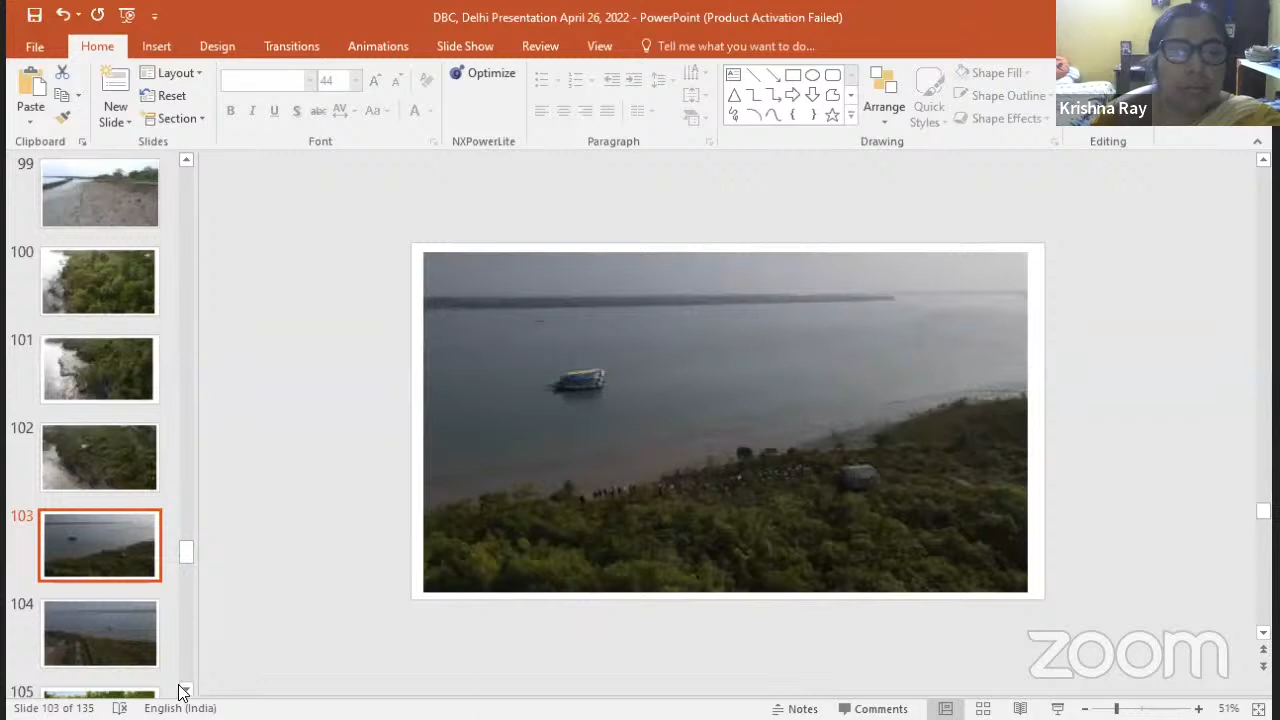 DBC, Delhi Presentation April 26, 2022 - PowerPoint (Product Activation Failed)
File Home Insert Design Transitions Animations Slide Show Review View Tell me what you want to do...
Paste
New
Slide
Layout
Reset
Section
44
B I U S abc AV Aa A
Optimize
Arrange
Quick
Styles
Shape Fill
Shape Outline
Shape Effects
Krishna Ray
Clipboard Slides Font NXPowerLite Paragraph Drawing Editing
99
100
101
102
103
104
105
zoom
Slide 103 of 135 English (India) Notes Comments 51%